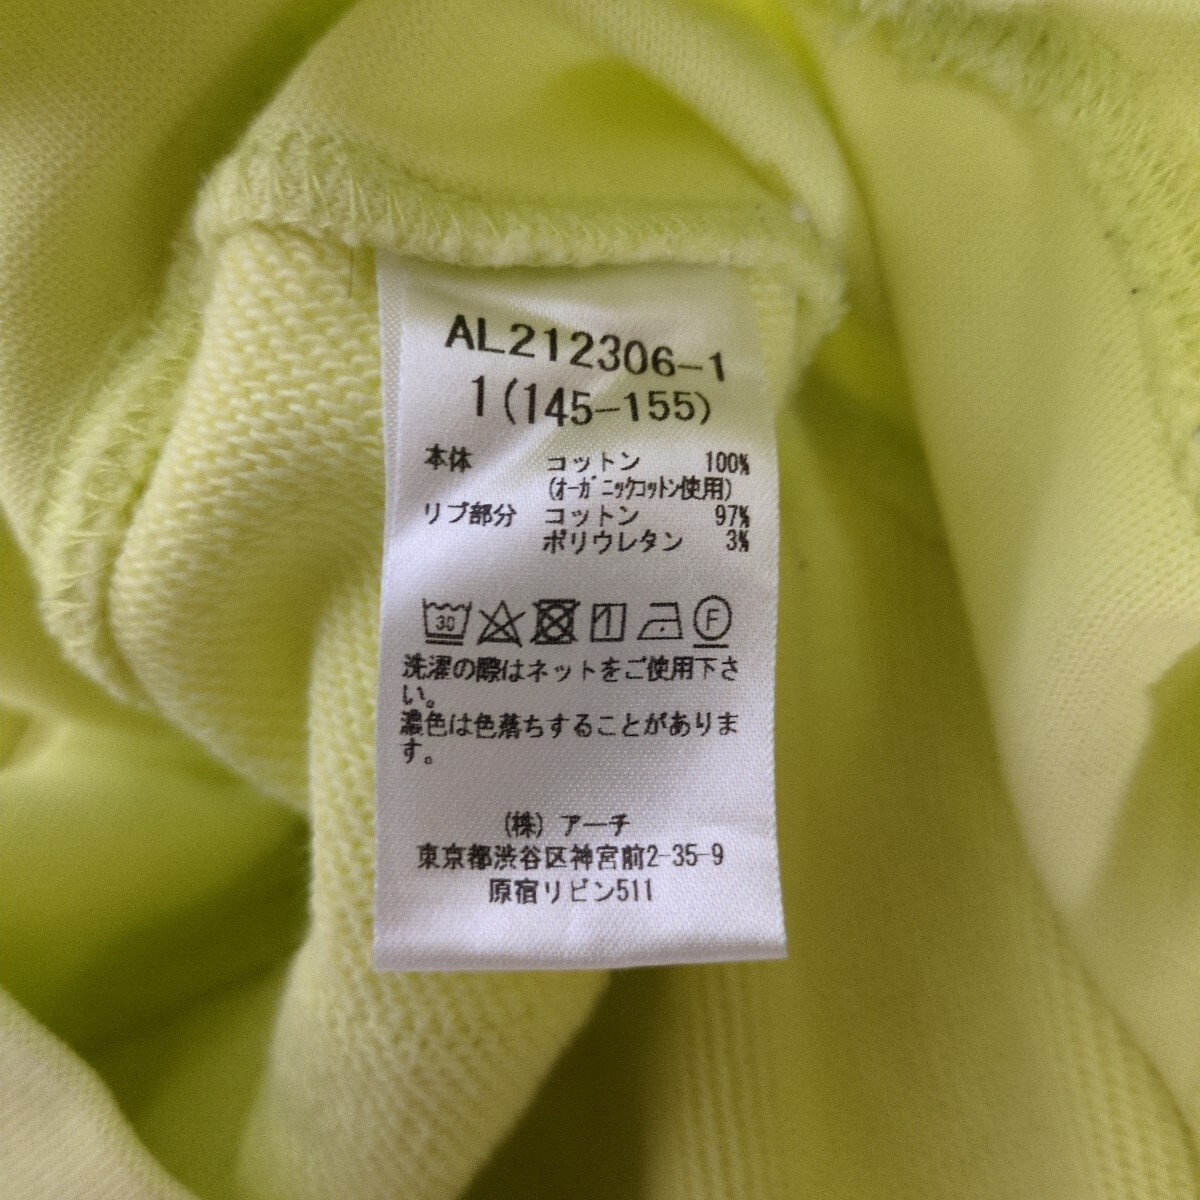 AL212306-1
1(145-155)
本体 コットン 100%
(ｵｰｶﾞﾆｯｸｺｯﾄﾝ使用)
リブ部分 コットン 97%
ポリウレタン 3%
30 F
洗濯の際はネットをご使用下さ
い。
濃色は色落ちすることがありま
す。
(株) アーチ
東京都渋谷区神宮前2-35-9
原宿リビン511